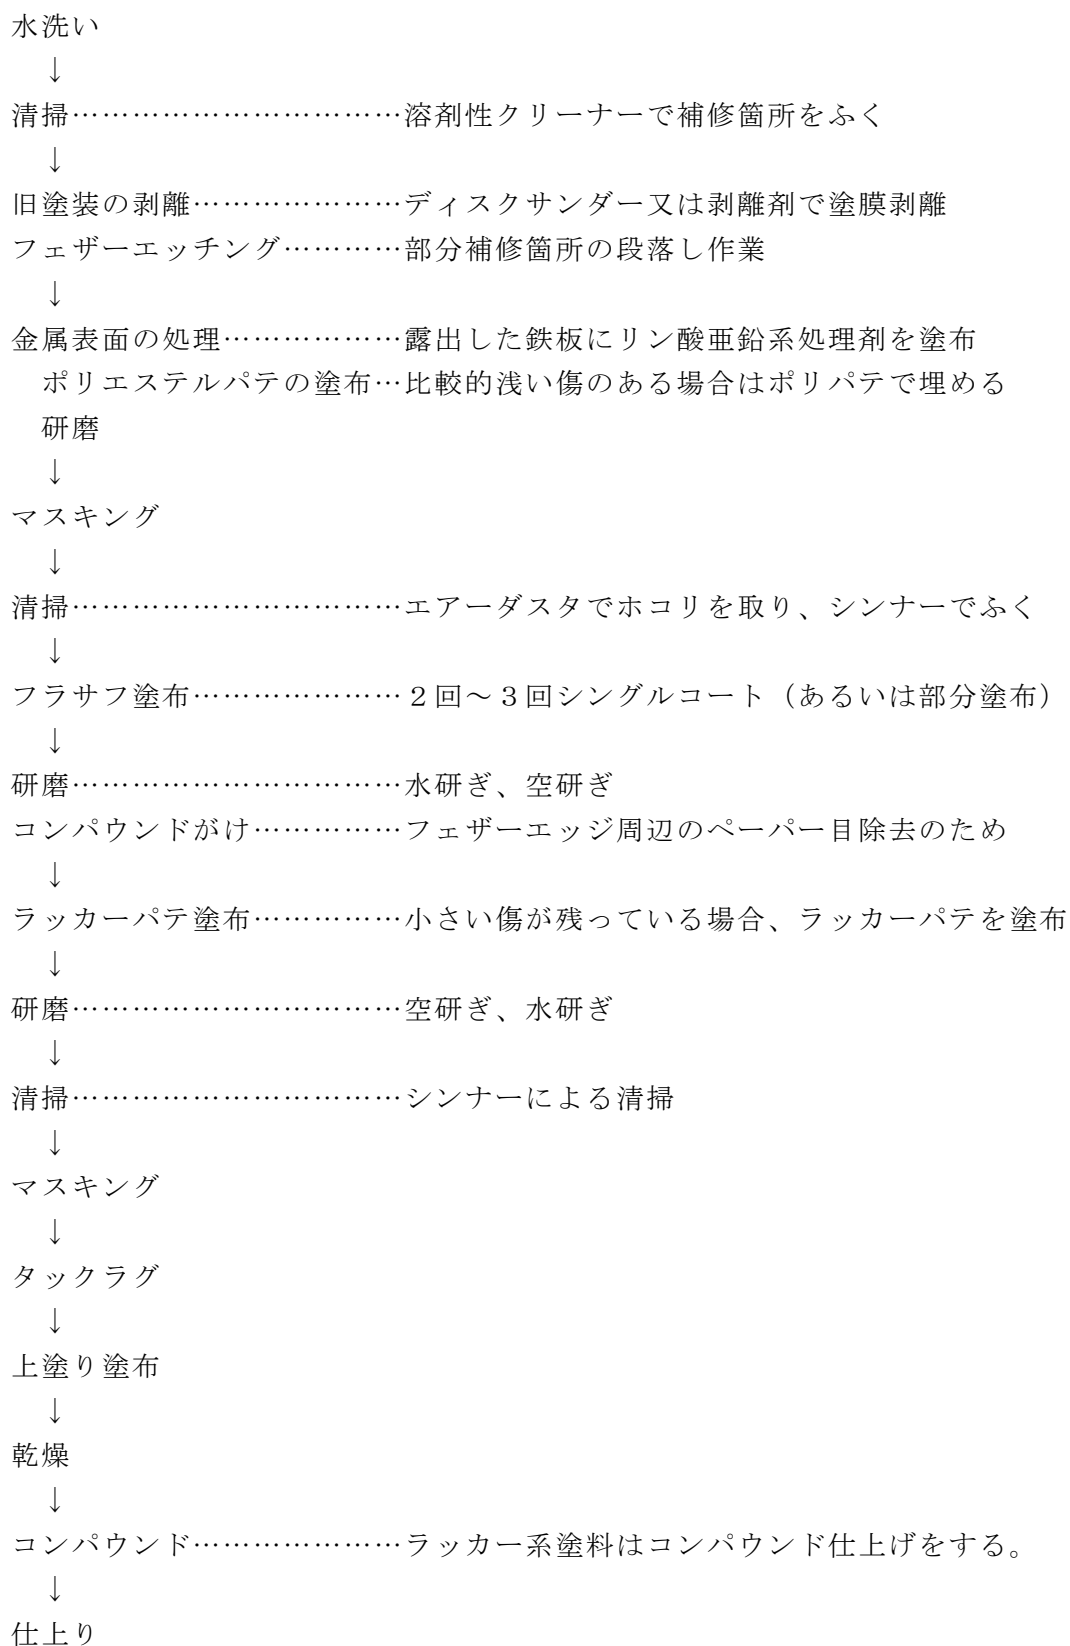 水洗い
↓
清掃……………………………溶剤性クリーナーで補修箇所をふく
↓
旧塗装の剥離…………………ディスクサンダー又は剥離剤で塗膜剥離
フェザーエッチング…………部分補修箇所の段落し作業
↓
金属表面の処理………………露出した鉄板にリン酸亜鉛系処理剤を塗布
ポリエステルパテの塗布…比較的浅い傷のある場合はポリパテで埋める
研磨
↓
マスキング
↓
清掃……………………………エアーダスタでホコリを取り、シンナーでふく
↓
フラサフ塗布…………………２回～３回シングルコート（あるいは部分塗布）
↓
研磨……………………………水研ぎ、空研ぎ
コンパウンドがけ……………フェザーエッジ周辺のペーパー目除去のため
↓
ラッカーパテ塗布……………小さい傷が残っている場合、ラッカーパテを塗布
↓
研磨……………………………空研ぎ、水研ぎ
↓
清掃……………………………シンナーによる清掃
↓
マスキング
↓
タックラグ
↓
上塗り塗布
↓
乾燥
↓
コンパウンド…………………ラッカー系塗料はコンパウンド仕上げをする。
↓
仕上り